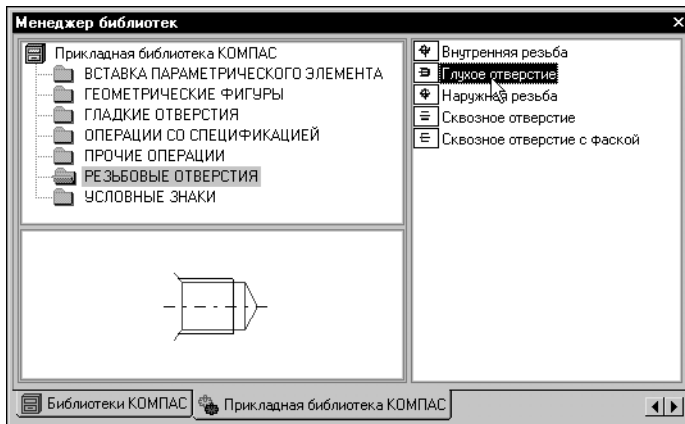 Менеджер библиотек
Прикладная библиотека КОМПАС
ВСТАВКА ПАРАМЕТРИЧЕСКОГО ЭЛЕМЕНТА
ГЕОМЕТРИЧЕСКИЕ ФИГУРЫ
ГЛАДКИЕ ОТВЕРСТИЯ
ОПЕРАЦИИ СО СПЕЦИФИКАЦИЕЙ
ПРОЧИЕ ОПЕРАЦИИ
РЕЗЬБОВЫЕ ОТВЕРСТИЯ
УСЛОВНЫЕ ЗНАКИ
Внутренняя резьба
Глухое отверстие
Наружная резьба
Сквозное отверстие
Сквозное отверстие с фаской
Библиотеки КОМПАС
Прикладная библиотека КОМПАС